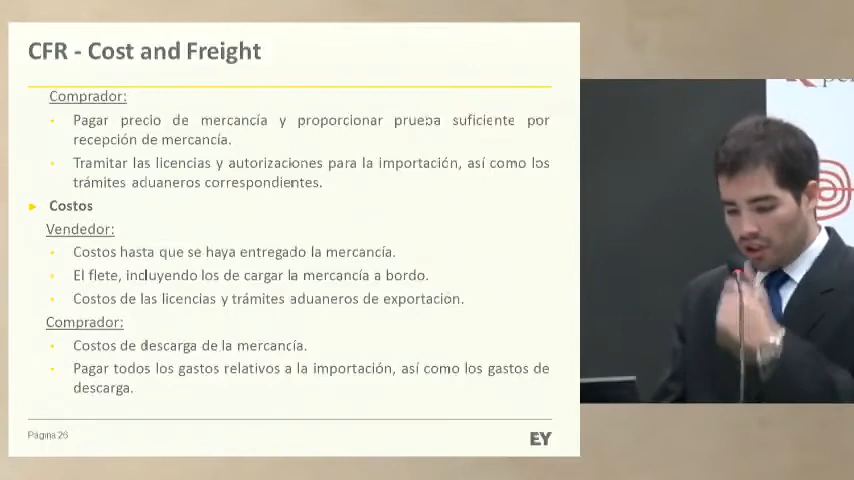 CFR - Cost and Freight
Comprador:
Pagar precio de mercancía y proporcionar prueba suficiente por
recepción de mercancía.
Tramitar las licencias y autorizaciones para la importación, así como los
trámites aduaneros correspondientes.
Costos
Vendedor:
Costos hasta que se haya entregado la mercancía.
El flete, incluyendo los de cargar la mercancía a bordo.
Costos de las licencias y trámites aduaneros de exportación.
Comprador:
Costos de descarga de la mercancía.
Pagar todos los gastos relativos a la importación, así como los gastos de
descarga.
Página 26
EY